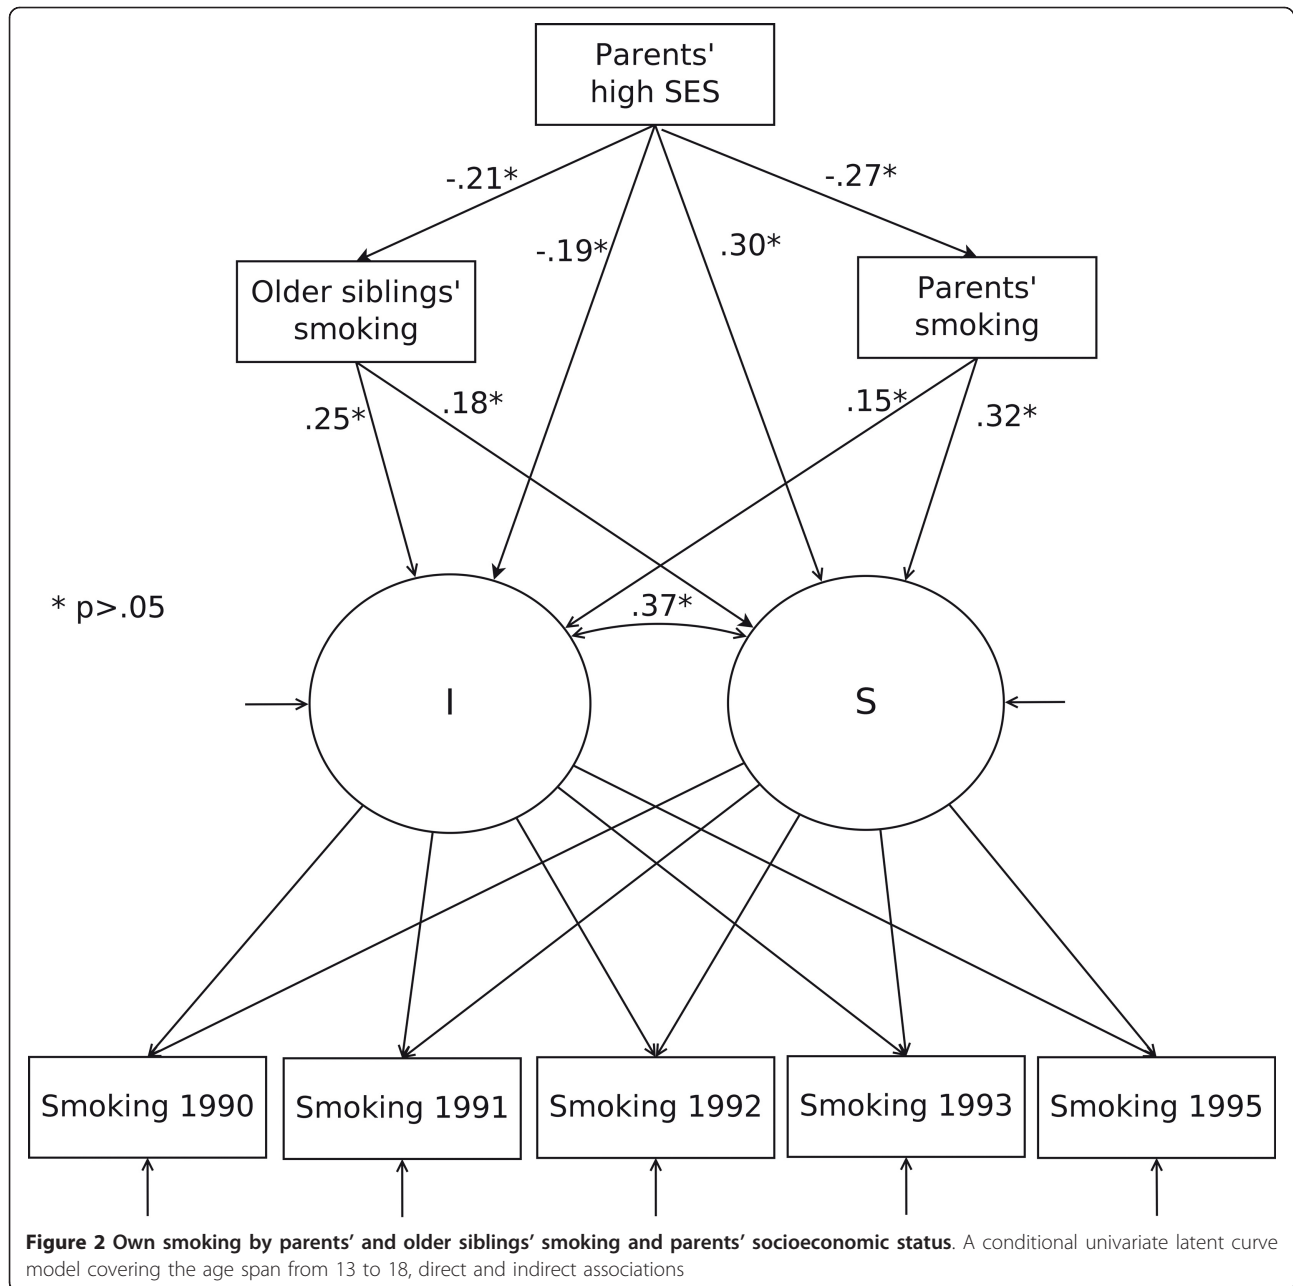 Parents'
high SES
-.21*
-.27*
-.19*
.30*
Older siblings'
smoking
Parents'
smoking
.25*
.18*
.15*
.32*
* p>.05
.37*
I
S
Smoking 1990
Smoking 1991
Smoking 1992
Smoking 1993
Smoking 1995
Figure 2 Own smoking by parents’ and older siblings’ smoking and parents’ socioeconomic status. A conditional univariate latent curve
model covering the age span from 13 to 18, direct and indirect associations